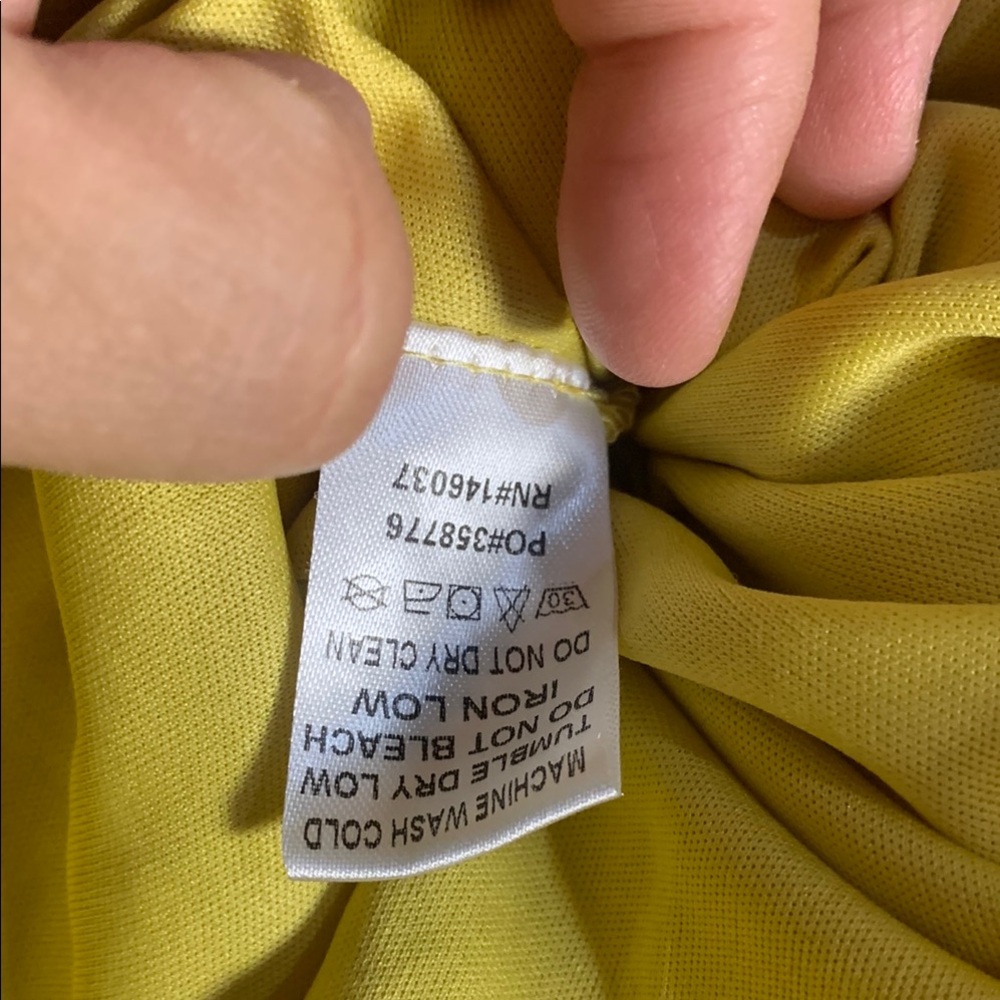 MACHINE WASH COLD
TUMBLE DRY LOW
DO NOT BLEACH
IRON LOW
DO NOT DRY CLEAN
30
PO#358776
RN#146037